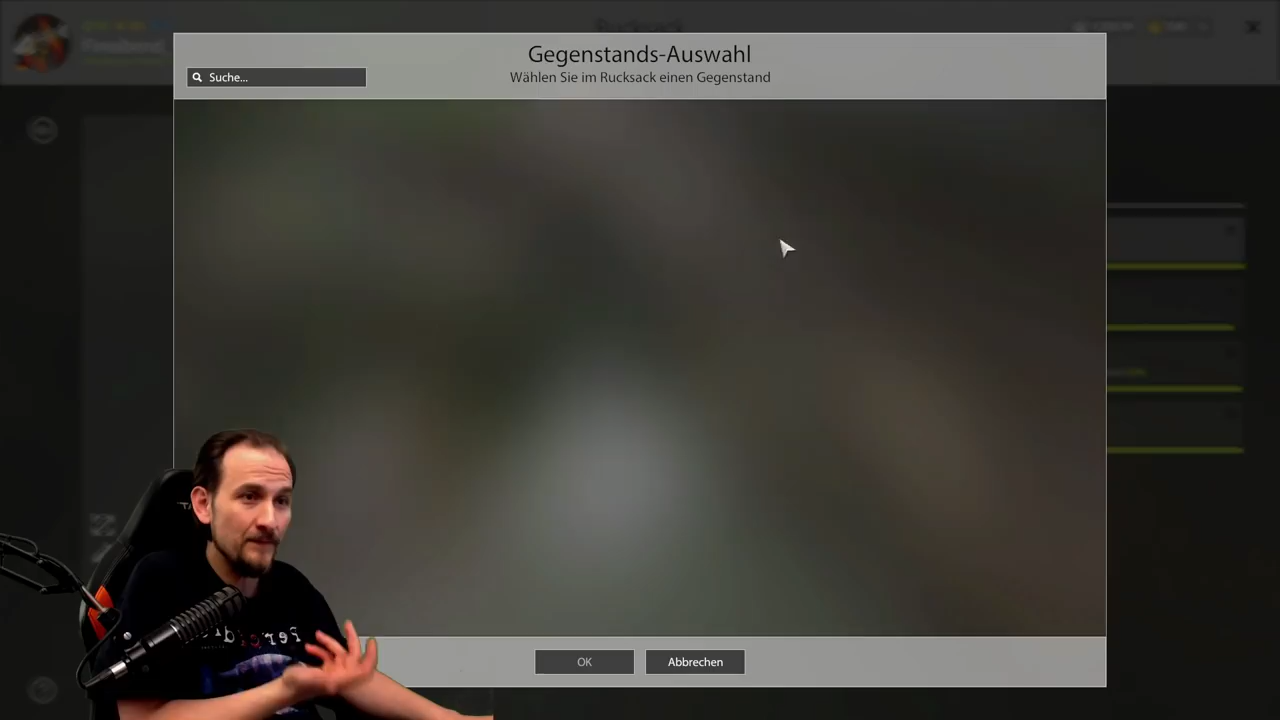 Gegenstands-Auswahl
Wählen Sie im Rucksack einen Gegenstand
Suche...
OK
Abbrechen